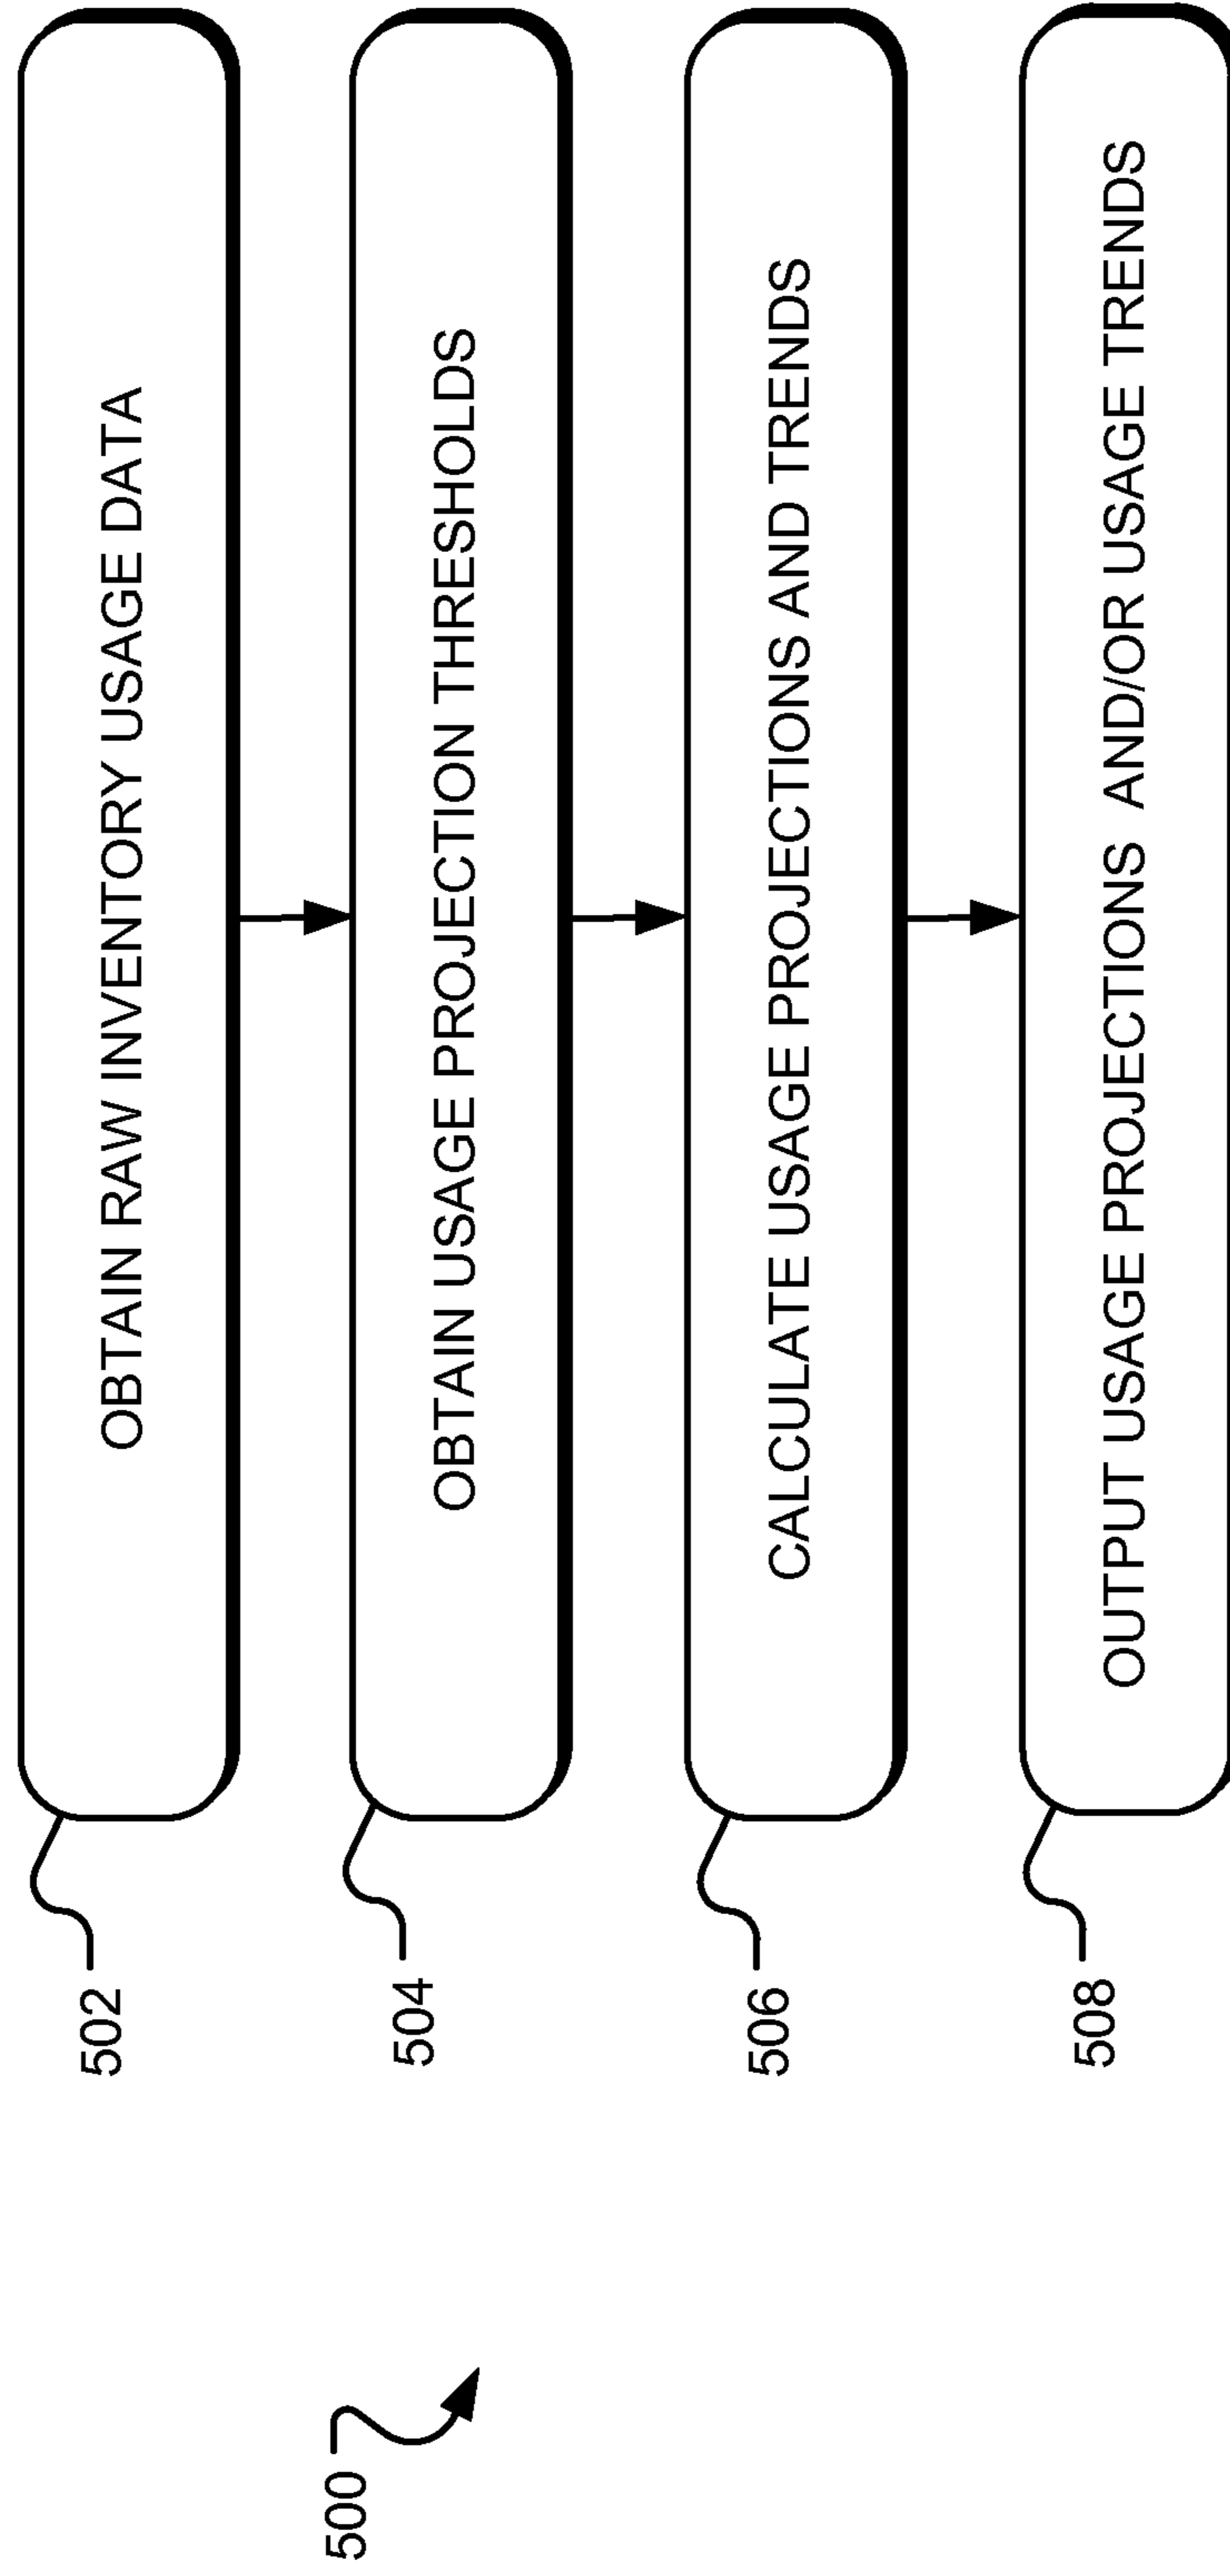 500
502
OBTAIN RAW INVENTORY USAGE DATA
504
OBTAIN USAGE PROJECTION THRESHOLDS
506
CALCULATE USAGE PROJECTIONS AND TRENDS
508
OUTPUT USAGE PROJECTIONS AND/OR USAGE TRENDS